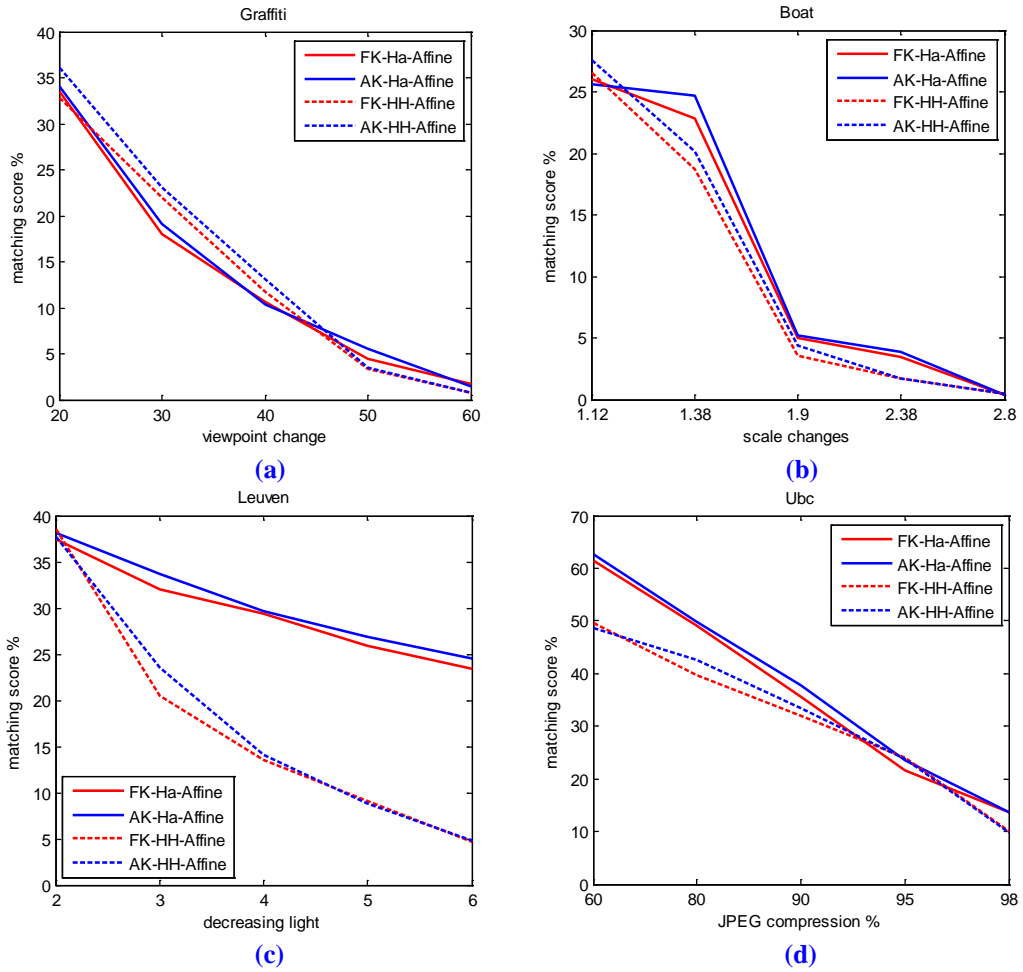 Graffiti
40
35
30
25
20
15
10
5
0
matching score %
FK-Ha-Affine
AK-Ha-Affine
FK-HH-Affine
AK-HH-Affine
20 30 40 50 60
viewpoint change
(a)
Boat
30
25
20
15
10
5
0
matching score %
FK-Ha-Affine
AK-Ha-Affine
FK-HH-Affine
AK-HH-Affine
1.12 1.38 1.9 2.38 2.8
scale changes
(b)
Leuven
40
35
30
25
20
15
10
5
0
matching score %
FK-Ha-Affine
AK-Ha-Affine
FK-HH-Affine
AK-HH-Affine
2 3 4 5 6
decreasing light
(c)
Ubc
70
60
50
40
30
20
10
0
matching score %
FK-Ha-Affine
AK-Ha-Affine
FK-HH-Affine
AK-HH-Affine
60 80 90 95 98
JPEG compression %
(d)